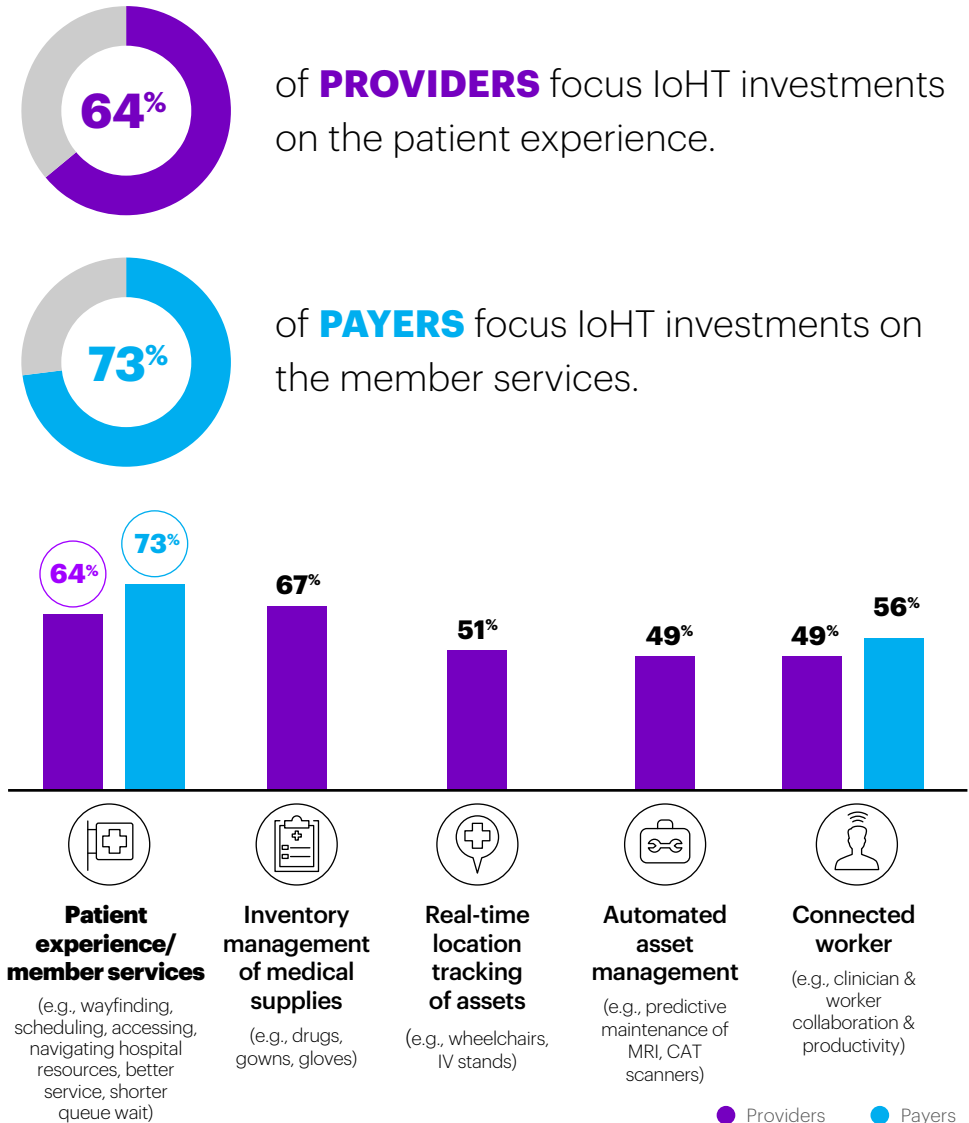 64%
of PROVIDERS focus IoHT investments
on the patient experience.
73%
of PAYERS focus IoHT investments on
the member services.
64%
73%
67%
51%
49%
49%
56%
Patient
experience/
member services
(e.g., wayfinding,
scheduling, accessing,
navigating hospital
resources, better
service, shorter
queue wait)
Inventory
management
of medical
supplies
(e.g., drugs,
gowns, gloves)
Real-time
location
tracking
of assets
(e.g., wheelchairs,
IV stands)
Automated
asset
management
(e.g., predictive
maintenance of
MRI, CAT
scanners)
Connected
worker
(e.g., clinician &
worker
collaboration &
productivity)
Providers
Payers